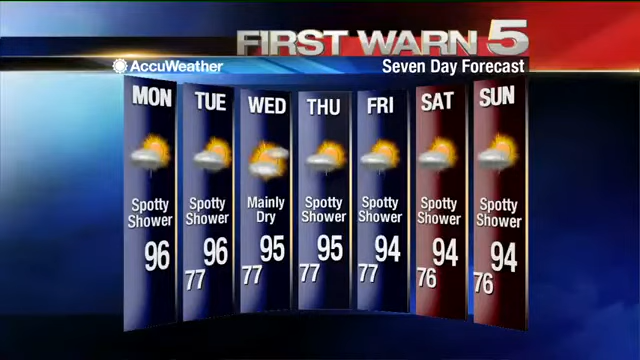 FIRST WARN 5
AccuWeather
Seven Day Forecast
MON TUE WED THU FRI SAT SUN
Spotty Spotty Mainly Spotty Spotty Spotty Spotty
Shower Shower Dry Shower Shower Shower Shower
96 96 95 95 94 94 94
77 77 77 77 76 76